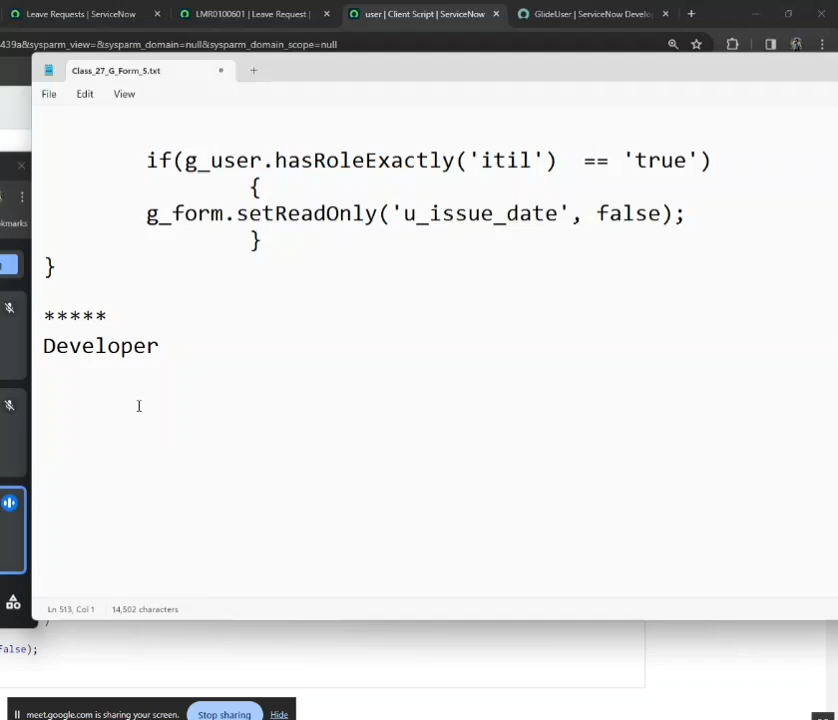 Leave Requests | ServiceNow
LMR0100601 | Leave Request |
user | Client Script | ServiceNow
GlideUser | ServiceNow Develo
439a&sysparm_view=&sysparm_domain=null&sysparm_domain_scope=null
Class_27_G_Form_5.txt
File Edit View
if(g_user.hasRoleExactly('itil') == 'true')
{
g_form.setReadOnly('u_issue_date', false);
}
}
*****
Developer
kmarks
Ln 513, Col 1 14,502 characters
False);
meet.google.com is sharing your screen. Stop sharing Hide